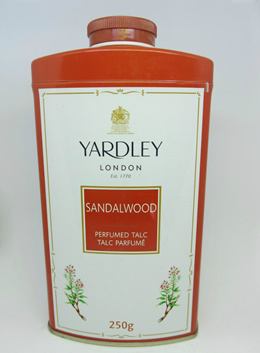 YARDLEY
LONDON
Est. 1770
SANDALWOOD
PERFUMED TALC
TALC PARFUMÉ
250g